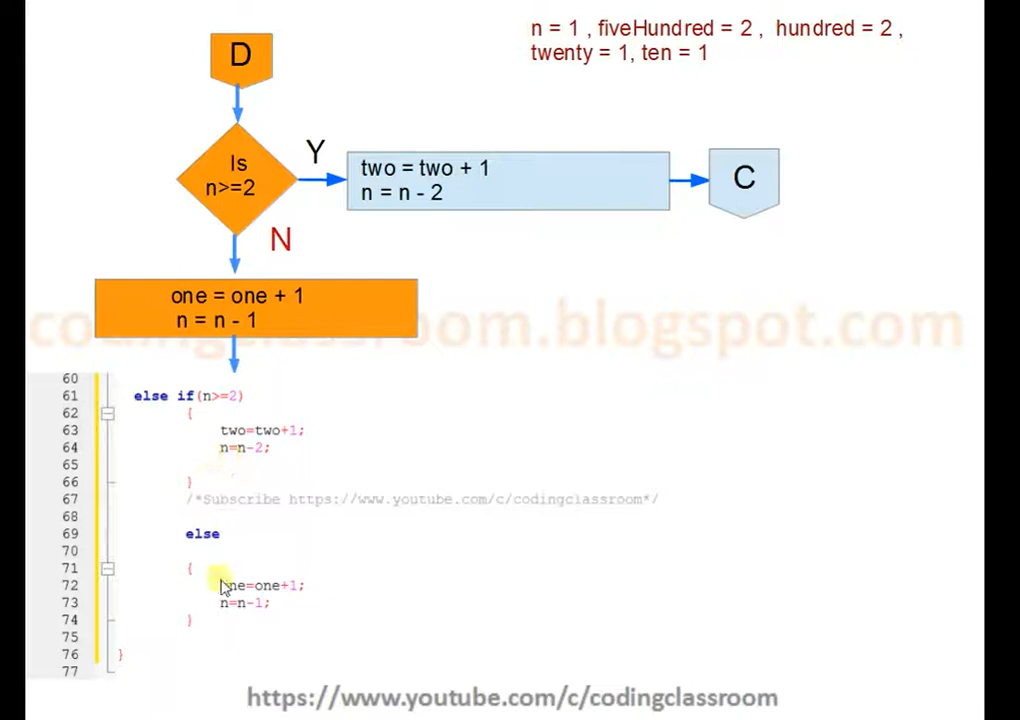 n = 1 , fiveHundred = 2 , hundred = 2 ,
twenty = 1, ten = 1
D
Is
n>=2
Y
two = two + 1
n = n - 2
C
N
one = one + 1
n = n - 1
codingclassroom.blogspot.com
60
61 else if(n>=2)
62 {
63 two=two+1;
64 n=n-2;
65
66 }
67 /*Subscribe https://www.youtube.com/c/codingclassroom*/
68
69 else
70
71 {
72 one=one+1;
73 n=n-1;
74 }
75
76 }
77
https://www.youtube.com/c/codingclassroom